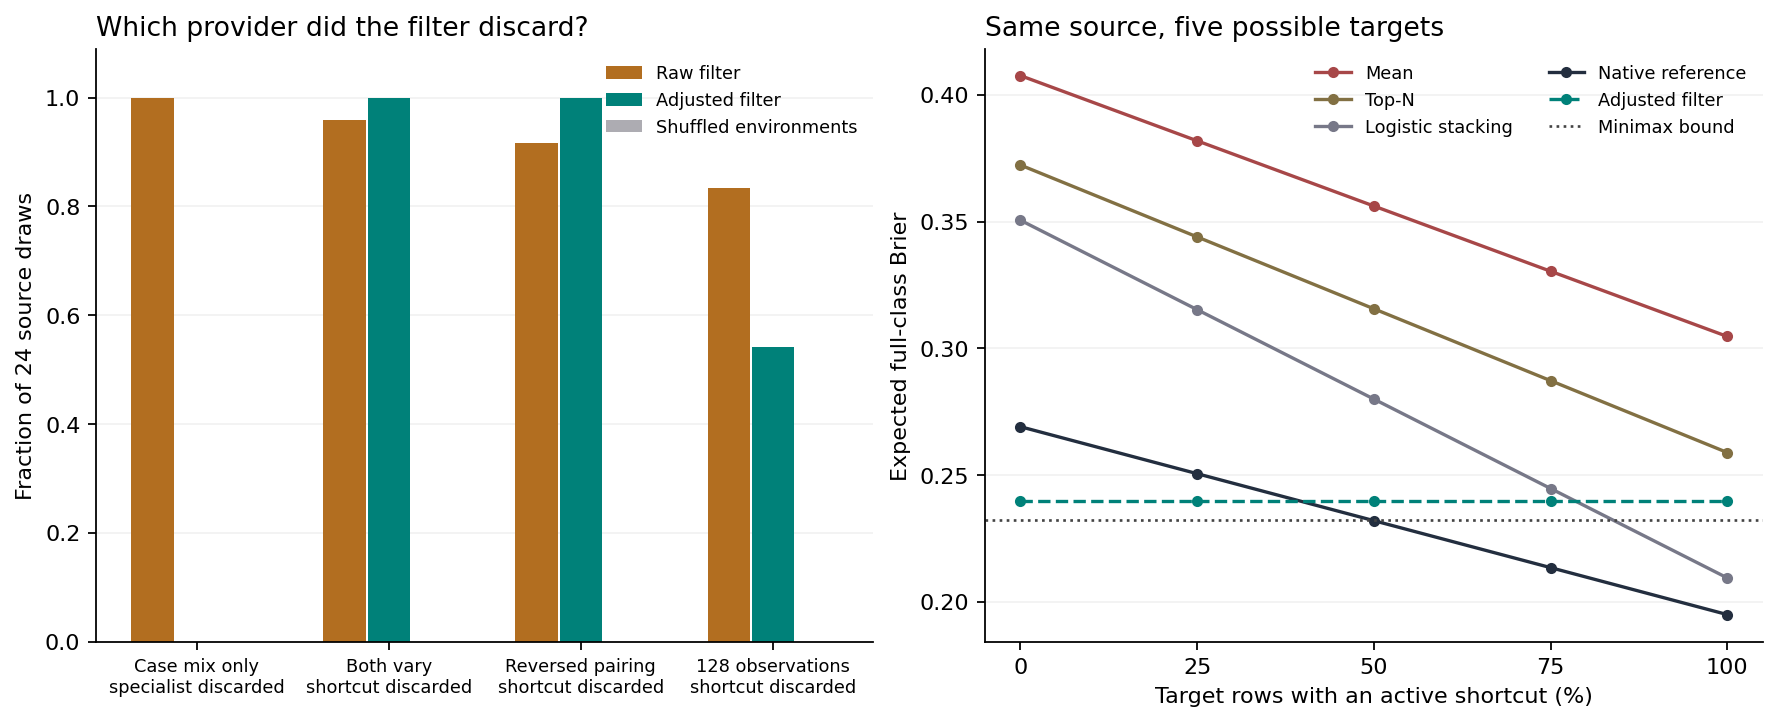 Which provider did the filter discard?
Raw filter
Adjusted filter
Shuffled environments
Fraction of 24 source draws
1.0
0.8
0.6
0.4
0.2
0.0
Case mix only
specialist discarded
Both vary
shortcut discarded
Reversed pairing
shortcut discarded
128 observations
shortcut discarded
Same source, five possible targets
Mean
Top-N
Logistic stacking
Native reference
Adjusted filter
Minimax bound
Expected full-class Brier
0.40
0.35
0.30
0.25
0.20
0
25
50
75
100
Target rows with an active shortcut (%)